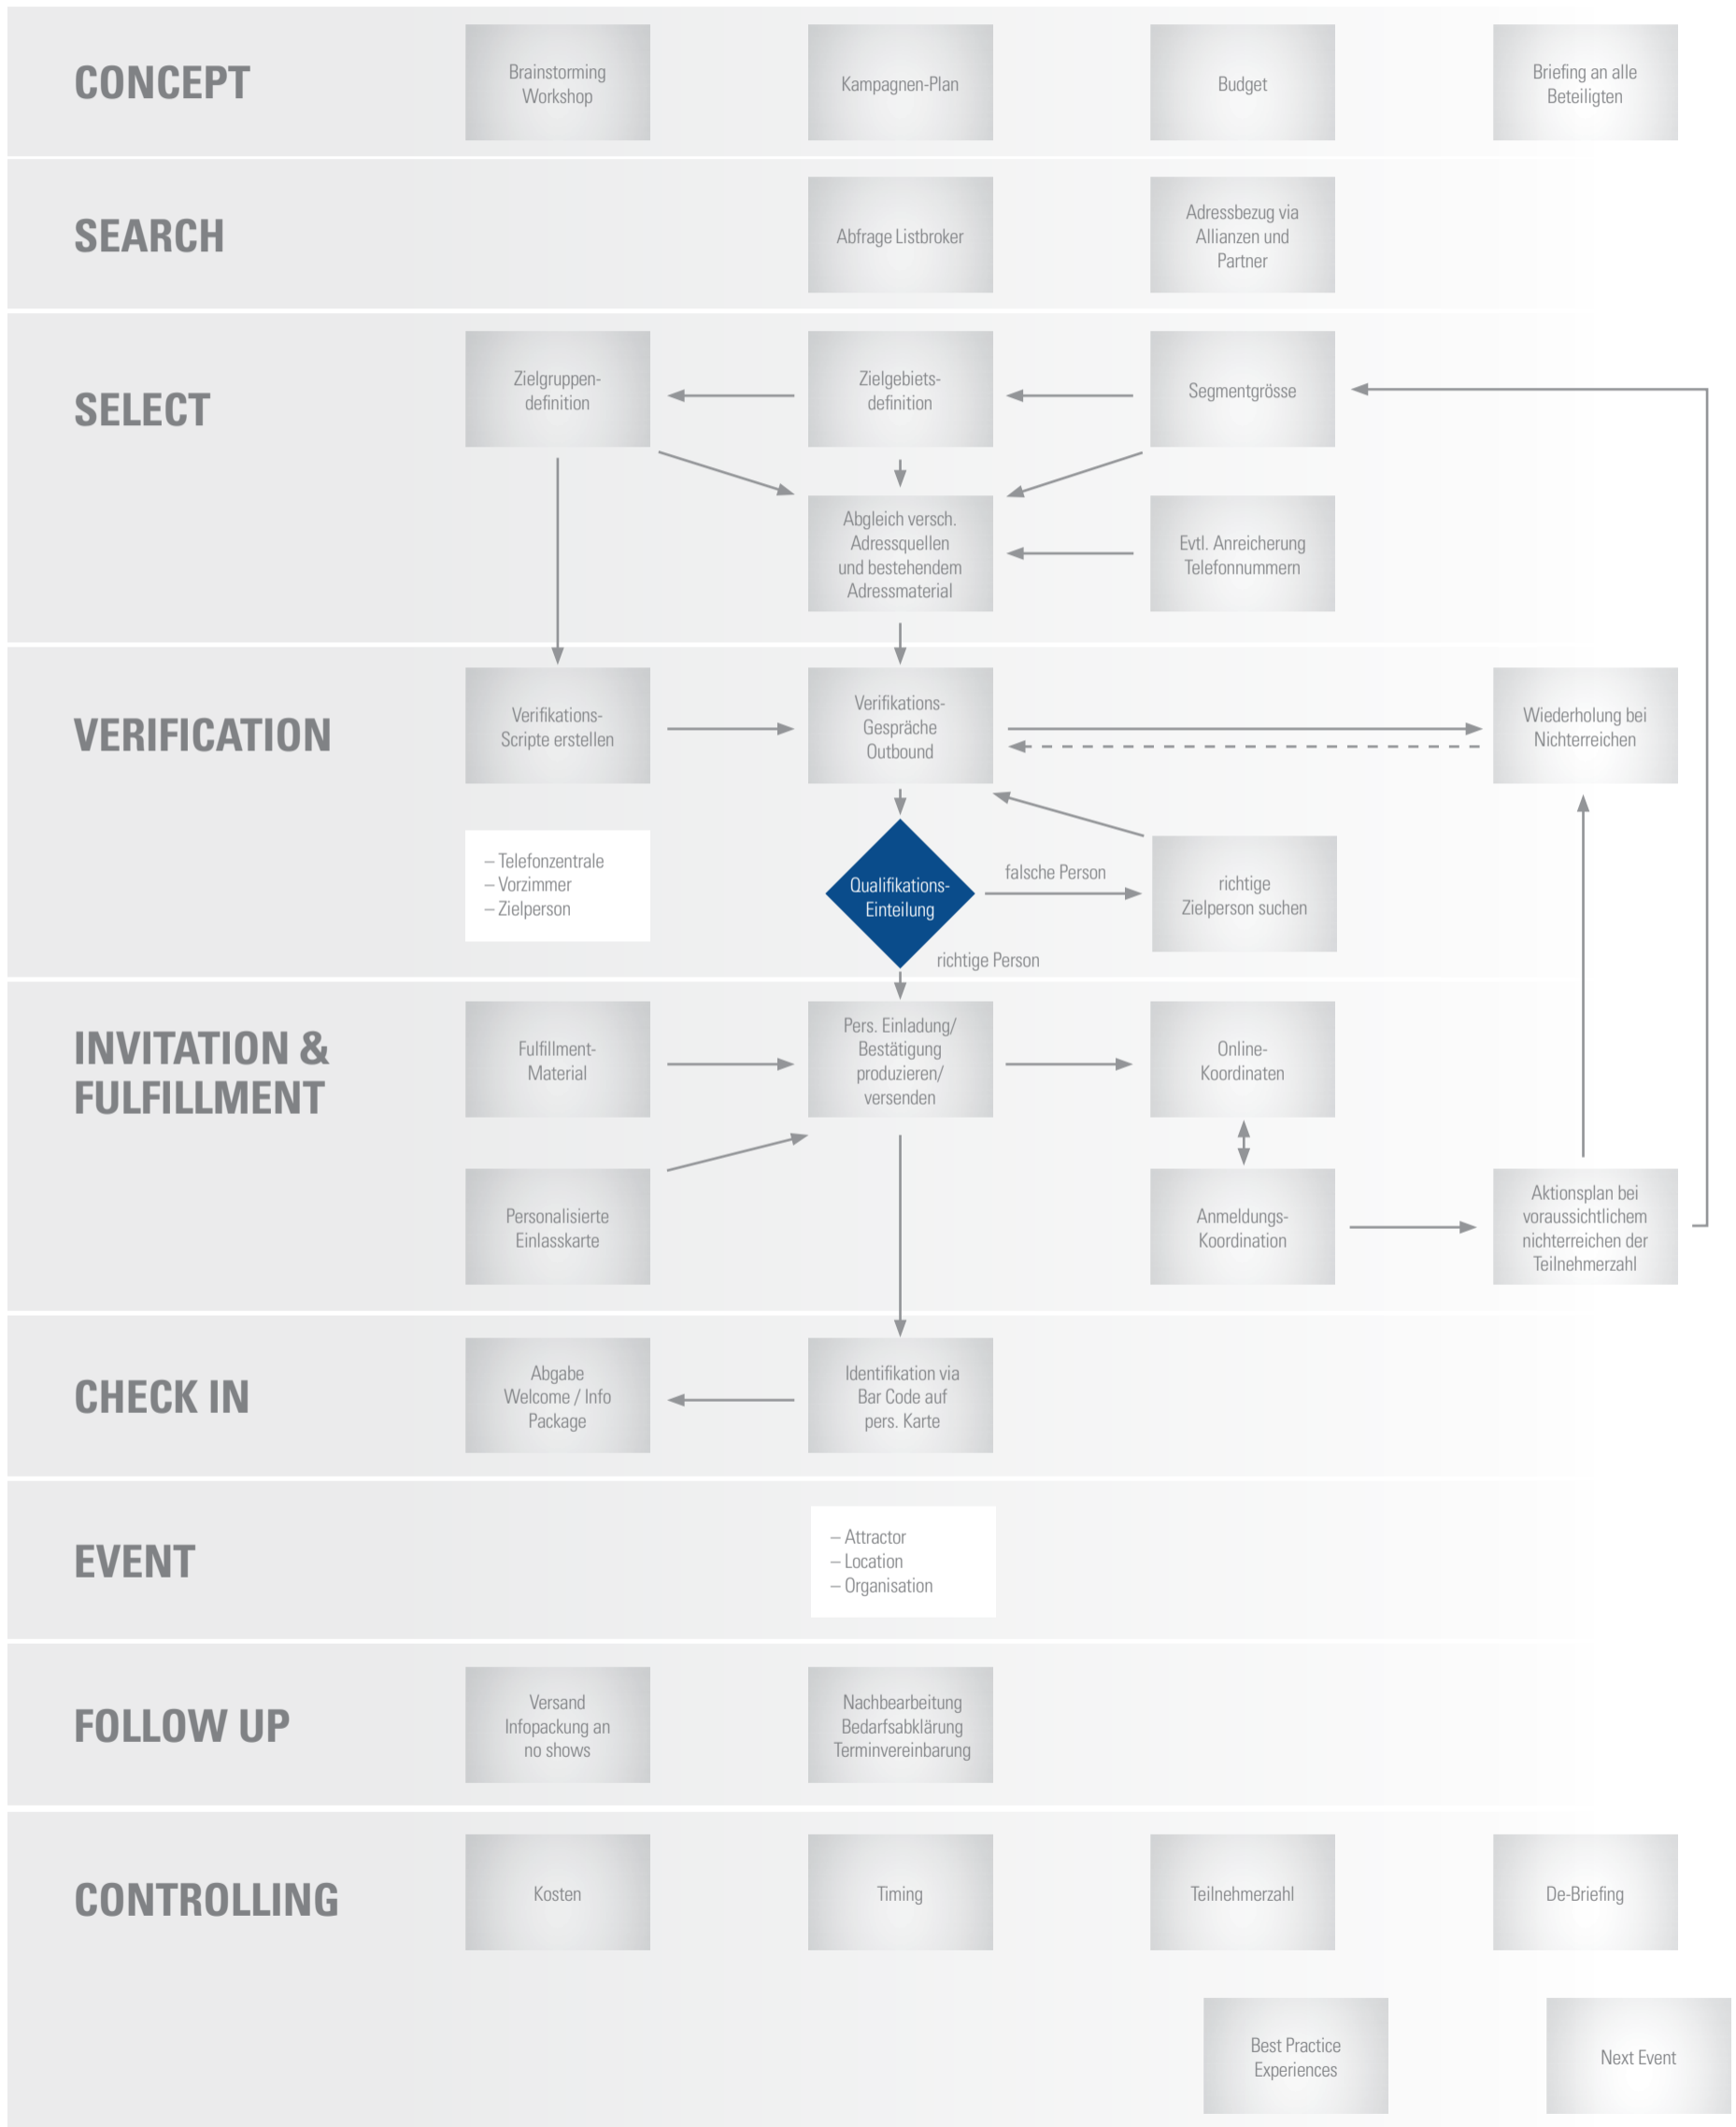 CONCEPT
Brainstorming
Workshop
Kampagnen-Plan
Budget
Briefing an alle
Beteiligten
SEARCH
Abfrage Listbroker
Adressbezug via
Allianzen und
Partner
SELECT
Zielgruppen-
definition
Zielgebiets-
definition
Segmentgrösse
Abgleich versch.
Adressquellen
und bestehendem
Adressmaterial
Evtl. Anreicherung
Telefonnummern
VERIFICATION
Verifikations-
Scripte erstellen
Verifikations-
Gespräche
Outbound
Wiederholung bei
Nichterreichen
– Telefonzentrale
– Vorzimmer
– Zielperson
Qualifikations-
Einteilung
falsche Person
richtige
Zielperson suchen
richtige Person
INVITATION &
FULFILLMENT
Fulfillment-
Material
Pers. Einladung/
Bestätigung
produzieren/
versenden
Online-
Koordinaten
Personalisierte
Einlasskarte
Anmeldungs-
Koordination
Aktionsplan bei
voraussichtlichem
nichterreichen der
Teilnehmerzahl
CHECK IN
Abgabe
Welcome / Info
Package
Identifikation via
Bar Code auf
pers. Karte
EVENT
– Attractor
– Location
– Organisation
FOLLOW UP
Versand
Infopackung an
no shows
Nachbearbeitung
Bedarfsabklärung
Terminvereinbarung
CONTROLLING
Kosten
Timing
Teilnehmerzahl
De-Briefing
Best Practice
Experiences
Next Event